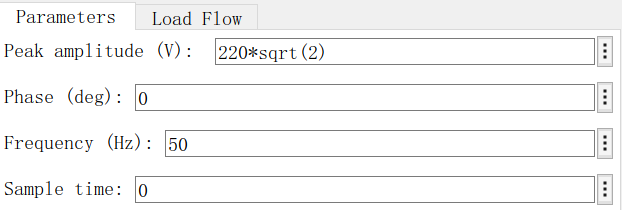 Parameters Load Flow
Peak amplitude (V): 220*sqrt(2)
Phase (deg): 0
Frequency (Hz): 50
Sample time: 0